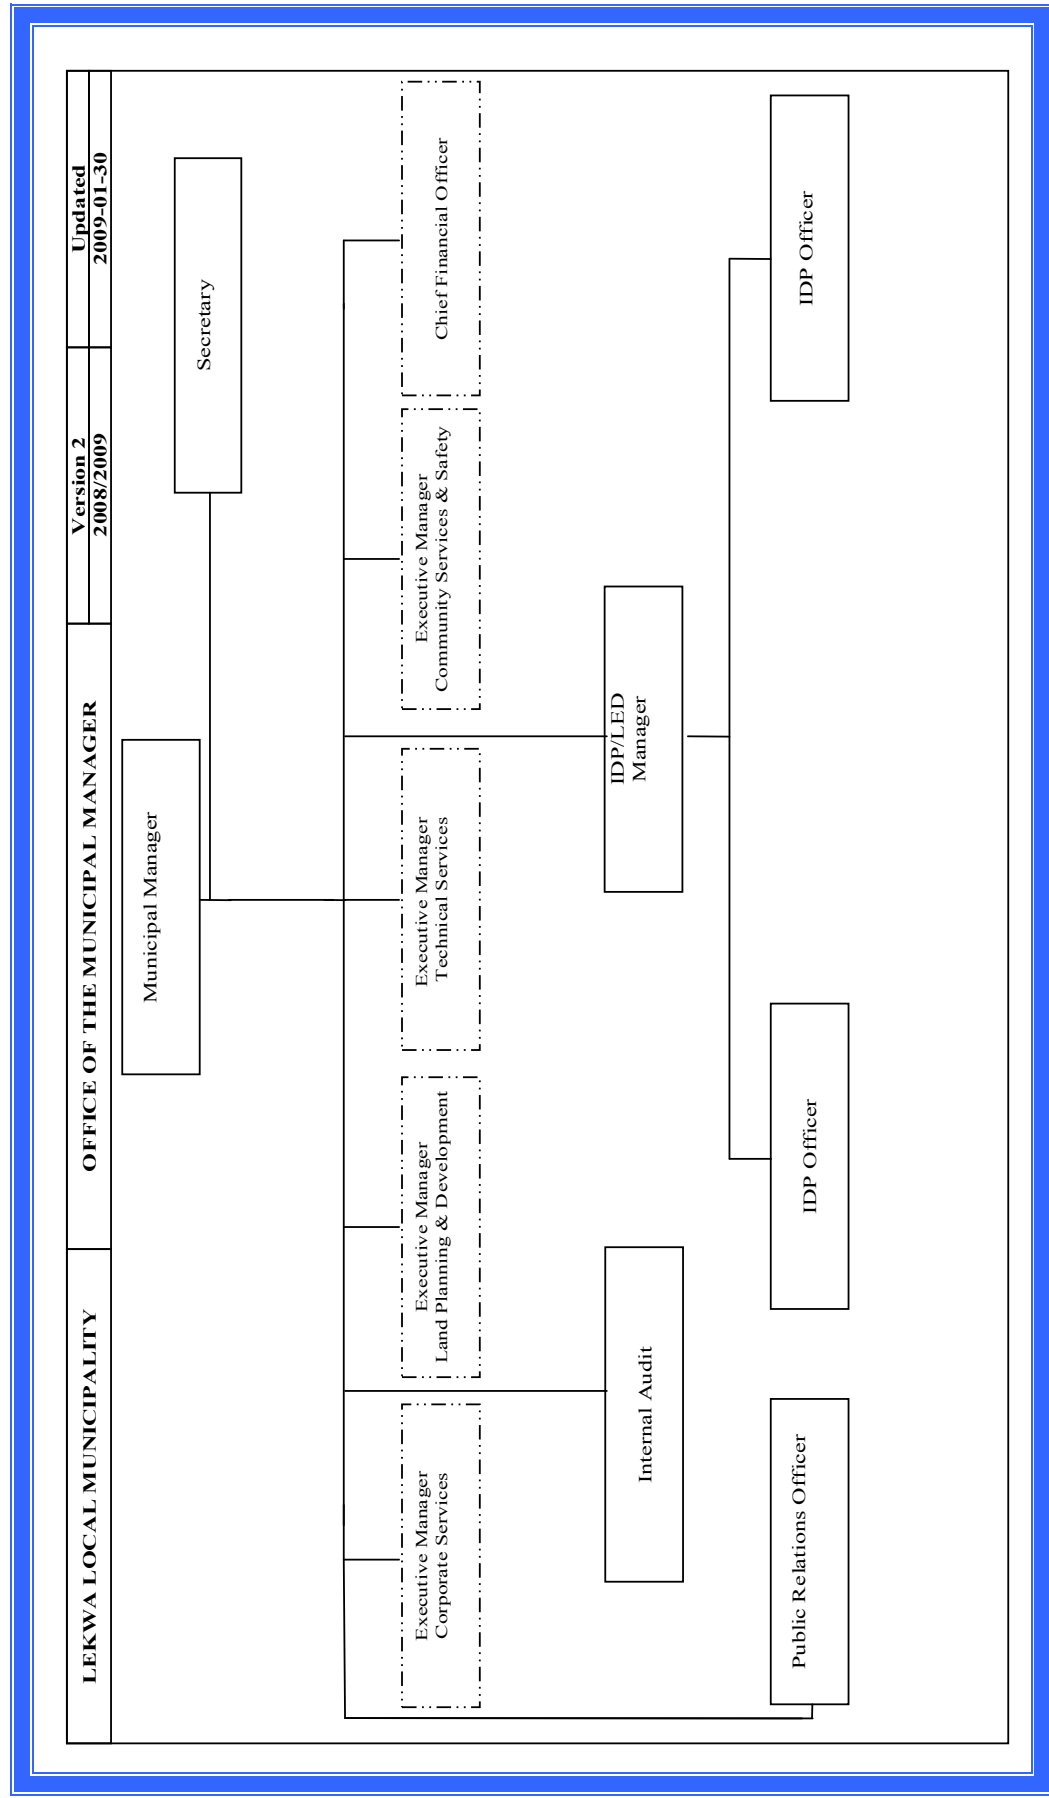 LEKWA LOCAL MUNICIPALITY
OFFICE OF THE MUNICIPAL MANAGER
Version 2
2008/2009
Updated
2009-01-30
Municipal Manager
Secretary
Executive Manager
Corporate Services
Executive Manager
Land Planning & Development
Executive Manager
Technical Services
Executive Manager
Community Services & Safety
Chief Financial Officer
Internal Audit
IDP/LED
Manager
Public Relations Officer
IDP Officer
IDP Officer